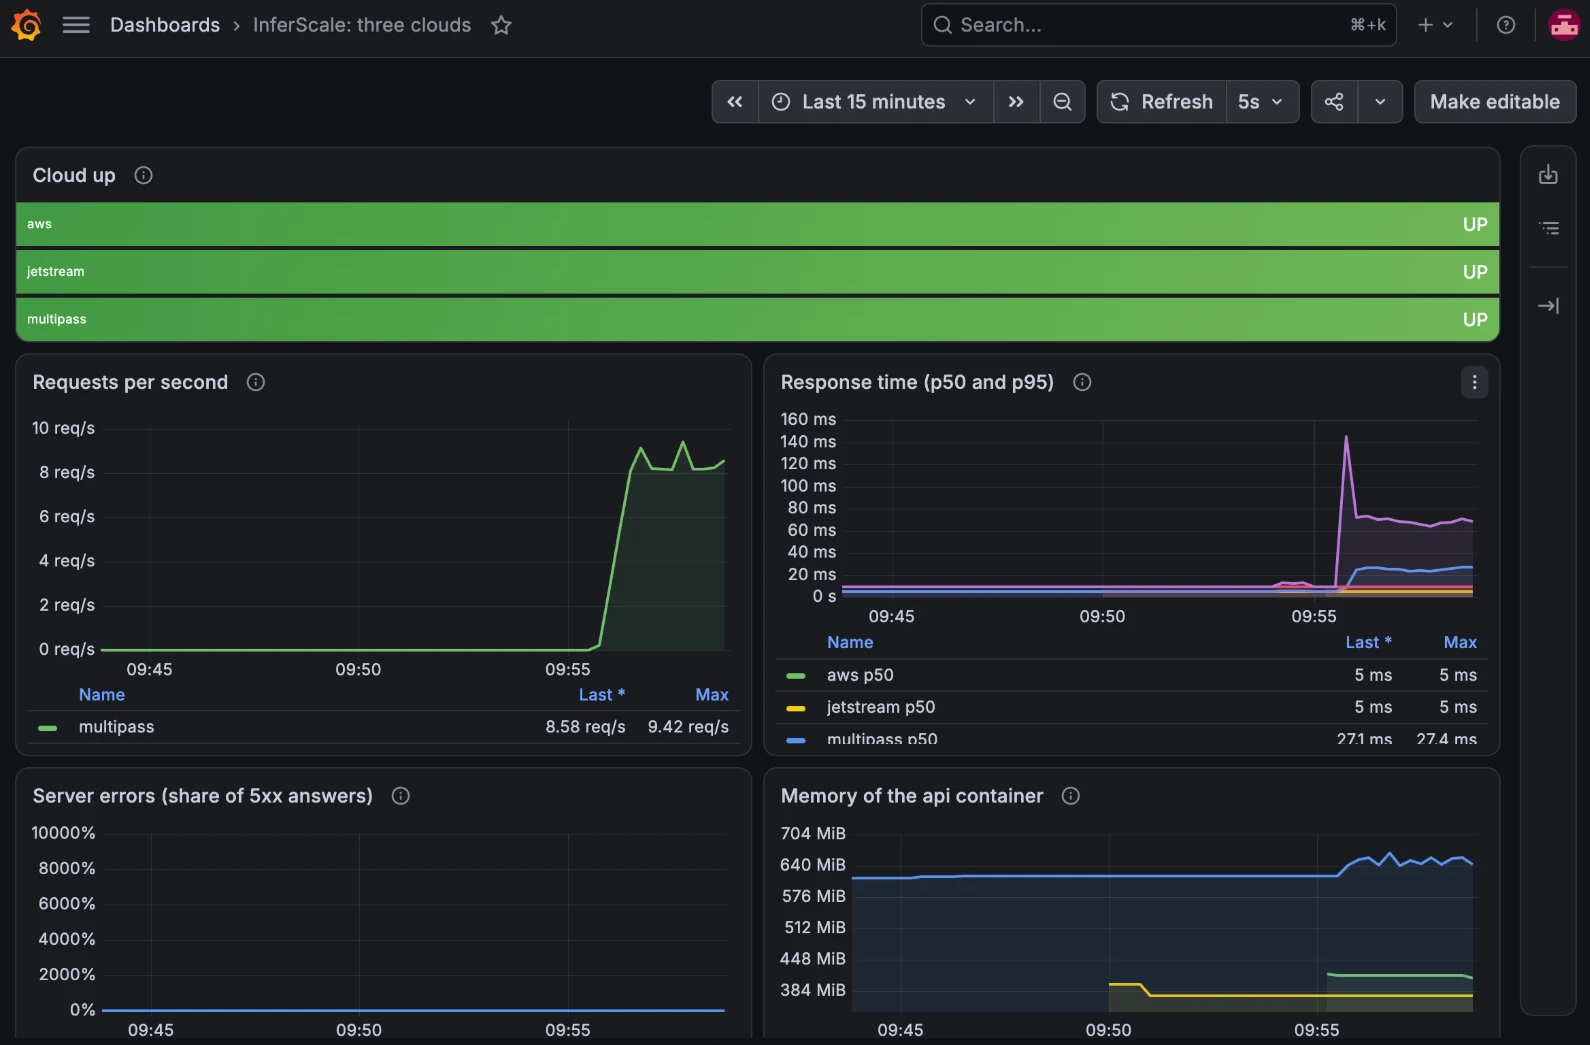 Dashboards › InferScale: three clouds
Search... ⌘+k
Last 15 minutes
Refresh 5s
Make editable
Cloud up
aws UP
jetstream UP
multipass UP
Requests per second
10 req/s
8 req/s
6 req/s
4 req/s
2 req/s
0 req/s
09:45 09:50 09:55
Name Last * Max
multipass 8.58 req/s 9.42 req/s
Response time (p50 and p95)
160 ms
140 ms
120 ms
100 ms
80 ms
60 ms
40 ms
20 ms
0 s
09:45 09:50 09:55
Name Last * Max
aws p50 5 ms 5 ms
jetstream p50 5 ms 5 ms
multipass p50 27.1 ms 27.4 ms
Server errors (share of 5xx answers)
10000%
8000%
6000%
4000%
2000%
0%
09:45 09:50 09:55
Memory of the api container
704 MiB
640 MiB
576 MiB
512 MiB
448 MiB
384 MiB
09:45 09:50 09:55